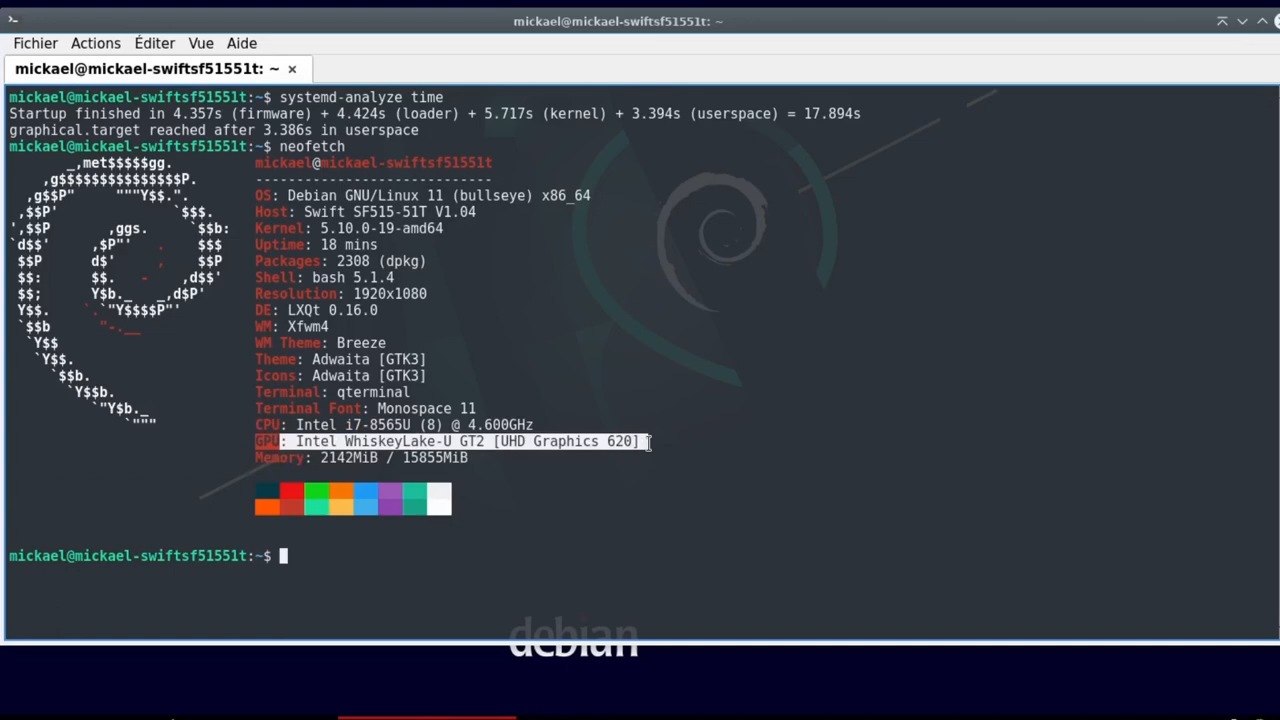 mickael@mickael-swiftsf51551t: ~
Fichier Actions Éditer Vue Aide
mickael@mickael-swiftsf51551t: ~ ×
mickael@mickael-swiftsf51551t:~$ systemd-analyze time
Startup finished in 4.357s (firmware) + 4.424s (loader) + 5.717s (kernel) + 3.394s (userspace) = 17.894s
graphical.target reached after 3.386s in userspace
mickael@mickael-swiftsf51551t:~$ neofetch
mickael@mickael-swiftsf51551t
-----------------------------
OS: Debian GNU/Linux 11 (bullseye) x86_64
Host: Swift SF515-51T V1.04
Kernel: 5.10.0-19-amd64
Uptime: 18 mins
Packages: 2308 (dpkg)
Shell: bash 5.1.4
Resolution: 1920x1080
DE: LXQt 0.16.0
WM: Xfwm4
WM Theme: Breeze
Theme: Adwaita [GTK3]
Icons: Adwaita [GTK3]
Terminal: qterminal
Terminal Font: Monospace 11
CPU: Intel i7-8565U (8) @ 4.600GHz
GPU: Intel WhiskeyLake-U GT2 [UHD Graphics 620]
Memory: 2142MiB / 15855MiB
mickael@mickael-swiftsf51551t:~$
debian